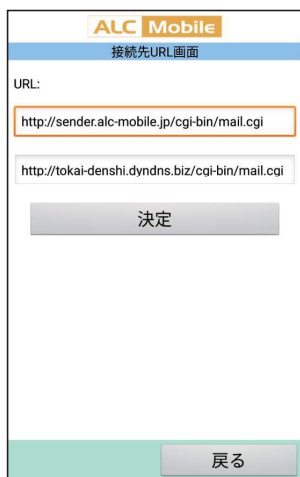 ALC Mobile
接続先URL画面
URL:
http://sender.alc-mobile.jp/cgi-bin/mail.cgi
http://tokai-denshi.dyndns.biz/cgi-bin/mail.cgi
決定
戻る